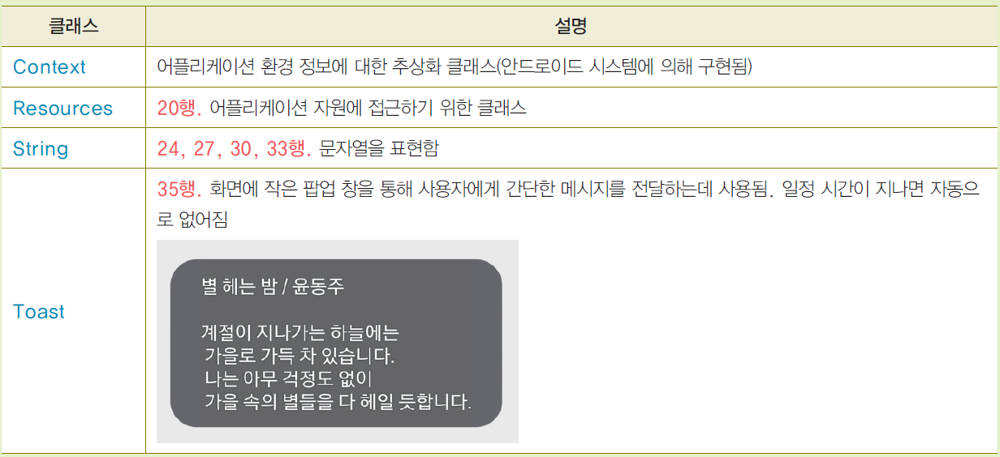 클래스 설명
Context 어플리케이션 환경 정보에 대한 추상화 클래스(안드로이드 시스템에 의해 구현됨)
Resources 20행. 어플리케이션 자원에 접근하기 위한 클래스
String 24, 27, 30, 33행. 문자열을 표현함
35행. 화면에 작은 팝업 창을 통해 사용자에게 간단한 메시지를 전달하는데 사용됨. 일정 시간이 지나면 자동으
로 없어짐
Toast
별 헤는 밤 / 윤동주
계절이 지나가는 하늘에는
가을로 가득 차 있습니다.
나는 아무 걱정도 없이
가을 속의 별들을 다 헤일 듯합니다.